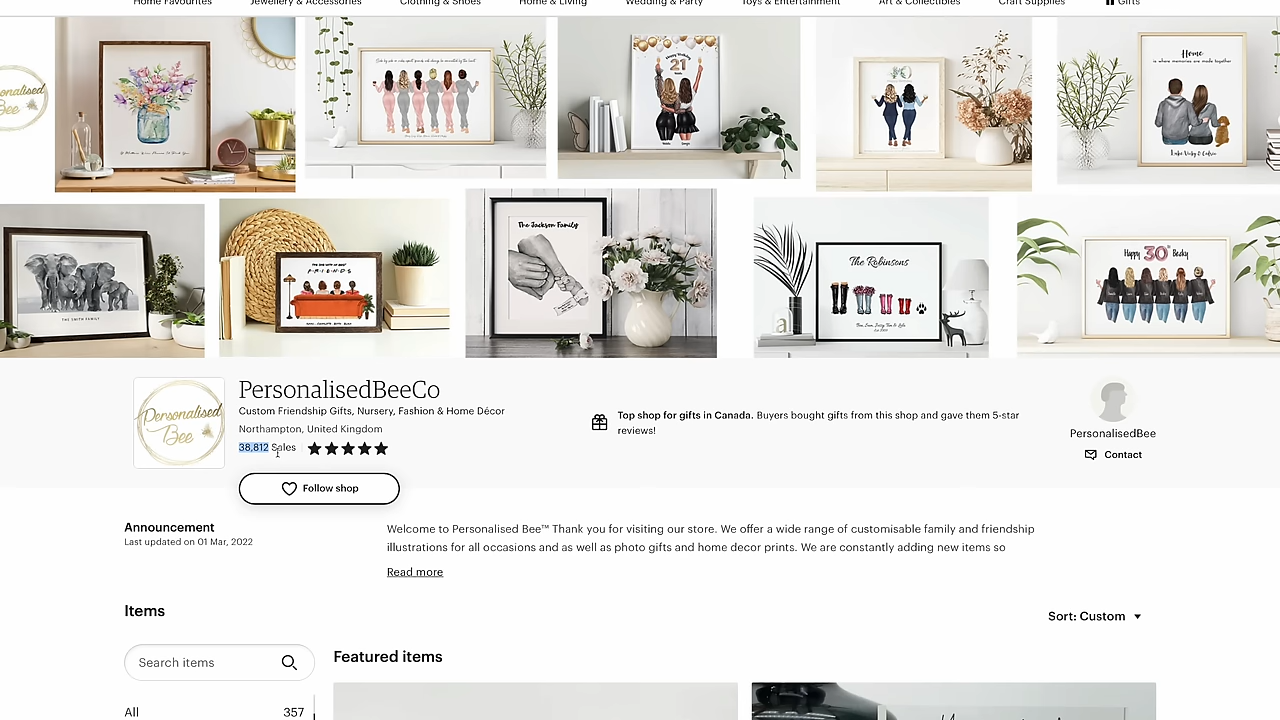 Home Favourites
Jewellery & Accessories
Clothing & Shoes
Home & Living
Wedding & Party
Toys & Entertainment
Art & Collectibles
Craft Supplies
Gifts
21
Home
is where memories are made together
THE SMITH FAMILY
FRIENDS
The Jackson Family
The Robinsons
Happy 30th Becky
Personalised
Bee
PersonalisedBeeCo
Custom Friendship Gifts, Nursery, Fashion & Home Décor
Northampton, United Kingdom
38,812 Sales
Follow shop
Top shop for gifts in Canada. Buyers bought gifts from this shop and gave them 5-star
reviews!
PersonalisedBee
Contact
Announcement
Last updated on 01 Mar, 2022
Welcome to Personalised Bee™ Thank you for visiting our store. We offer a wide range of customisable family and friendship
illustrations for all occasions and as well as photo gifts and home decor prints. We are constantly adding new items so
Read more
Items
Sort: Custom
Search items
Featured items
All 357